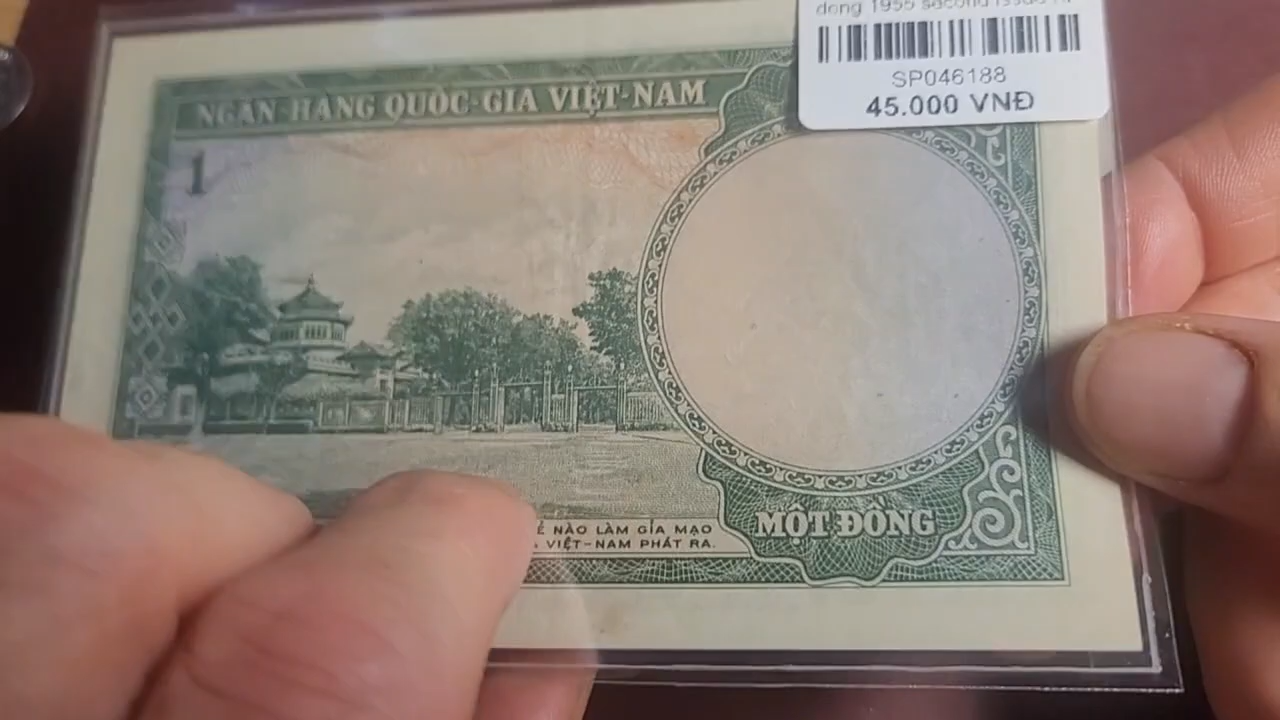 dong 1955 second issue
SP046188
45.000 VNĐ
NGÂN-HÀNG QUỐC-GIA VIỆT-NAM
1
NÀO LÀM GIẢ MẠO
VIỆT-NAM PHÁT RA.
MỘT ĐỒNG